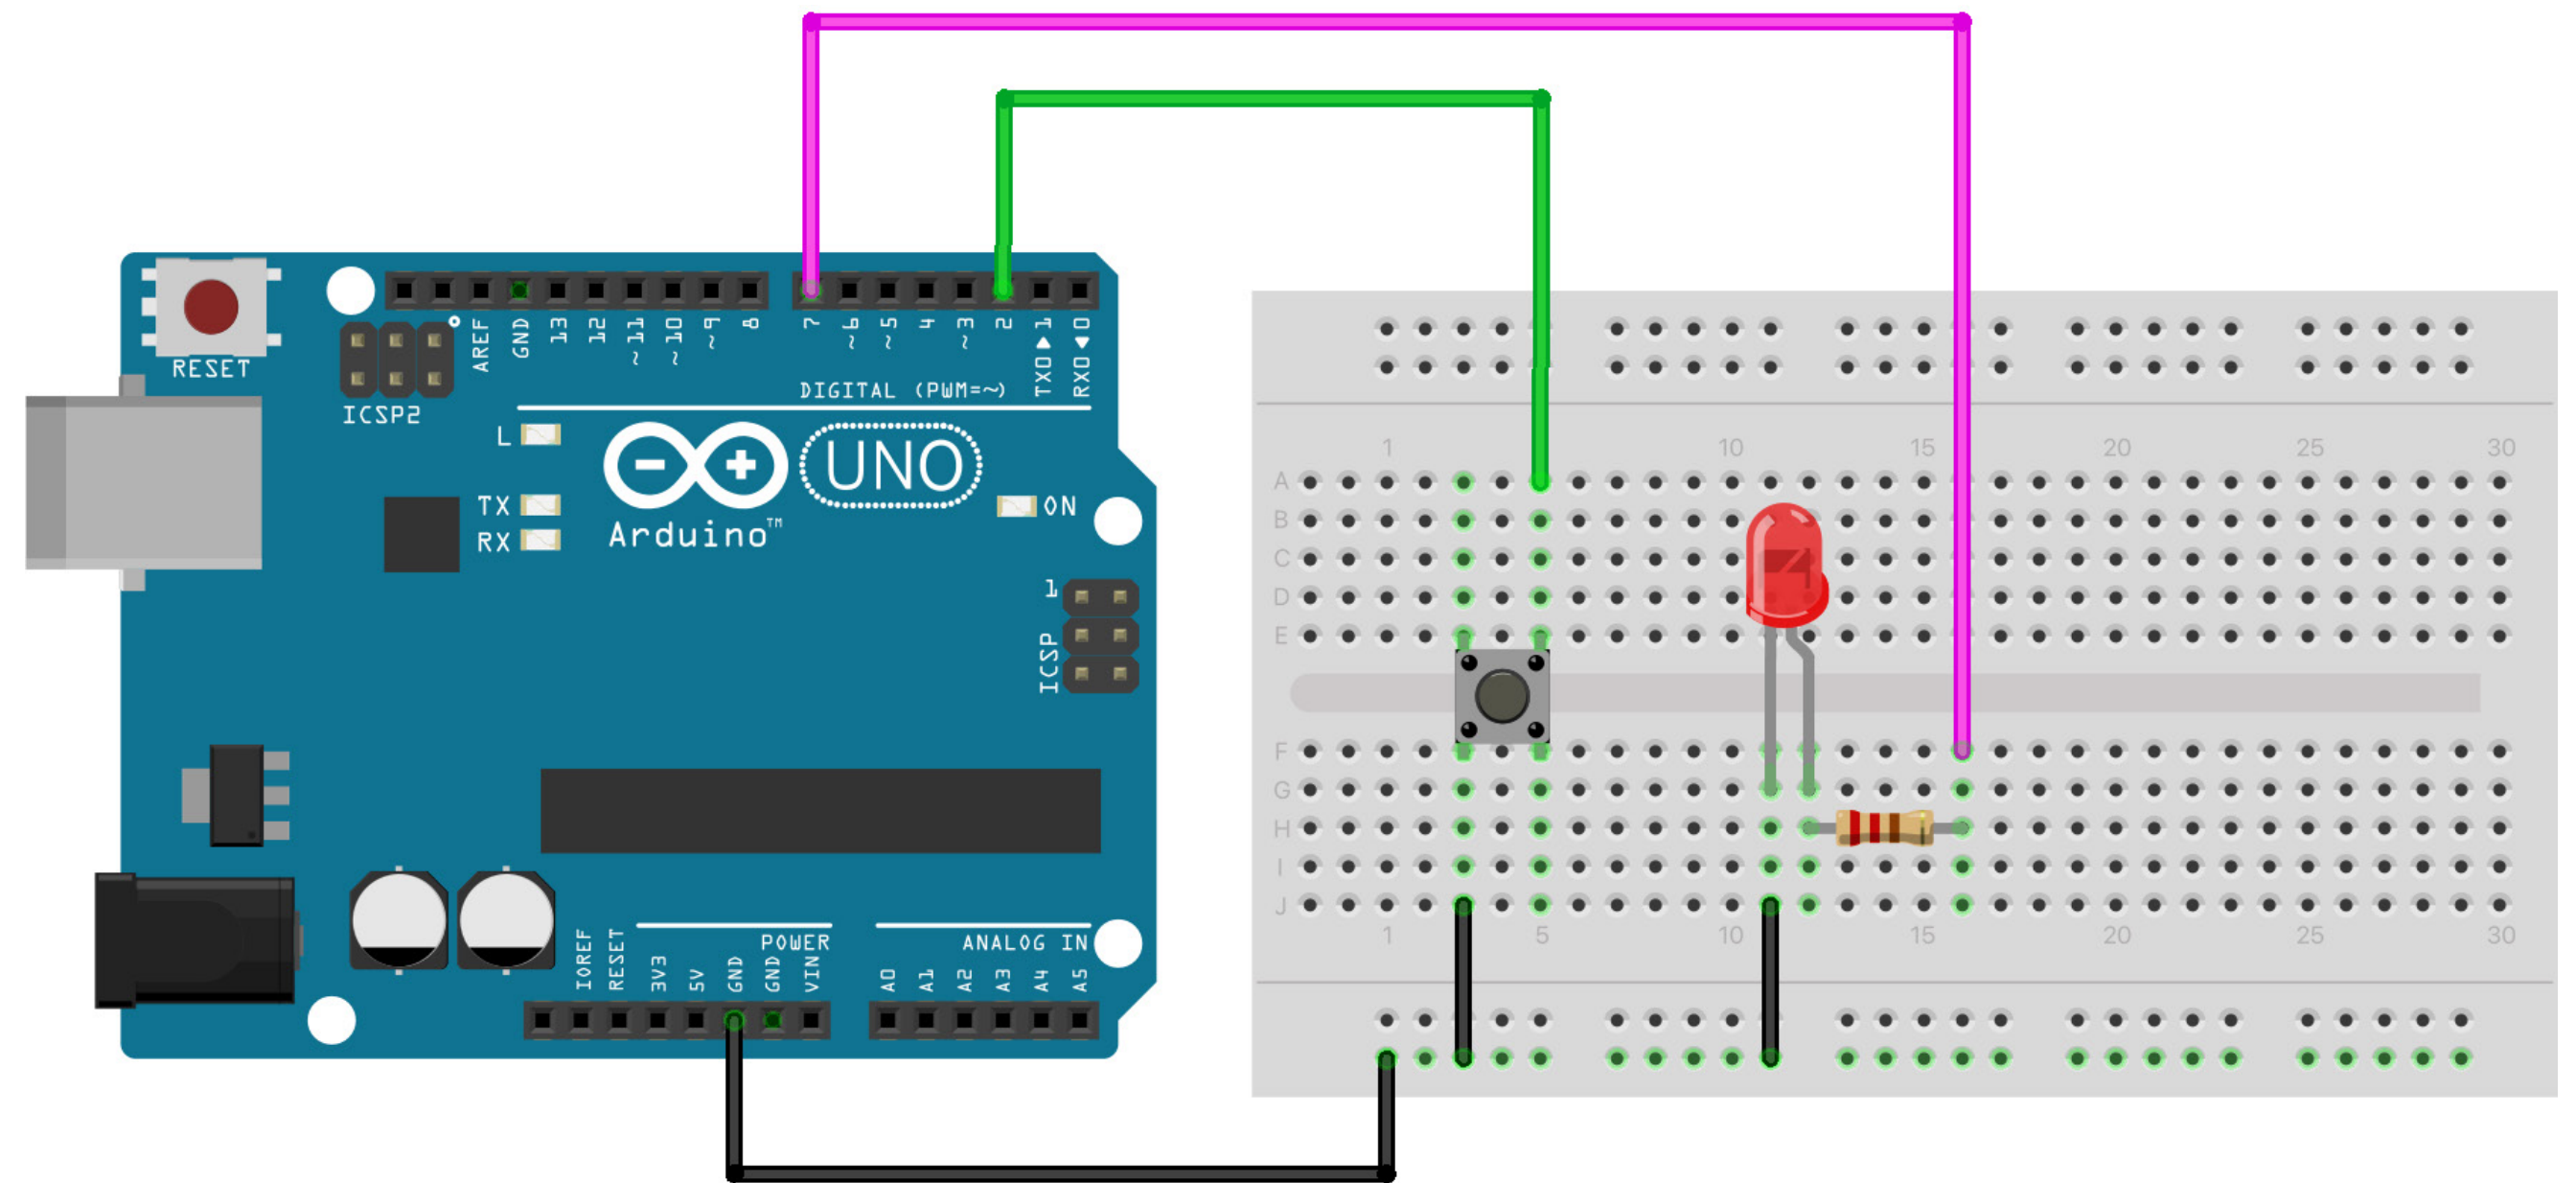 RESET
ICSP2
AREF
GND
13
12
~11
~10
~9
8
7
~6
~5
4
~3
2
TX0▶1
RX0◀0
DIGITAL (PWM=~)
L
TX
RX
UNO
Arduino™
ON
1
ICSP
IOREF
RESET
3V3
5V
GND
GND
VIN
POWER
ANALOG IN
A0
A1
A2
A3
A4
A5
1 10 15 20 25 30
A
B
C
D
E
F
G
H
I
J
1 5 10 15 20 25 30